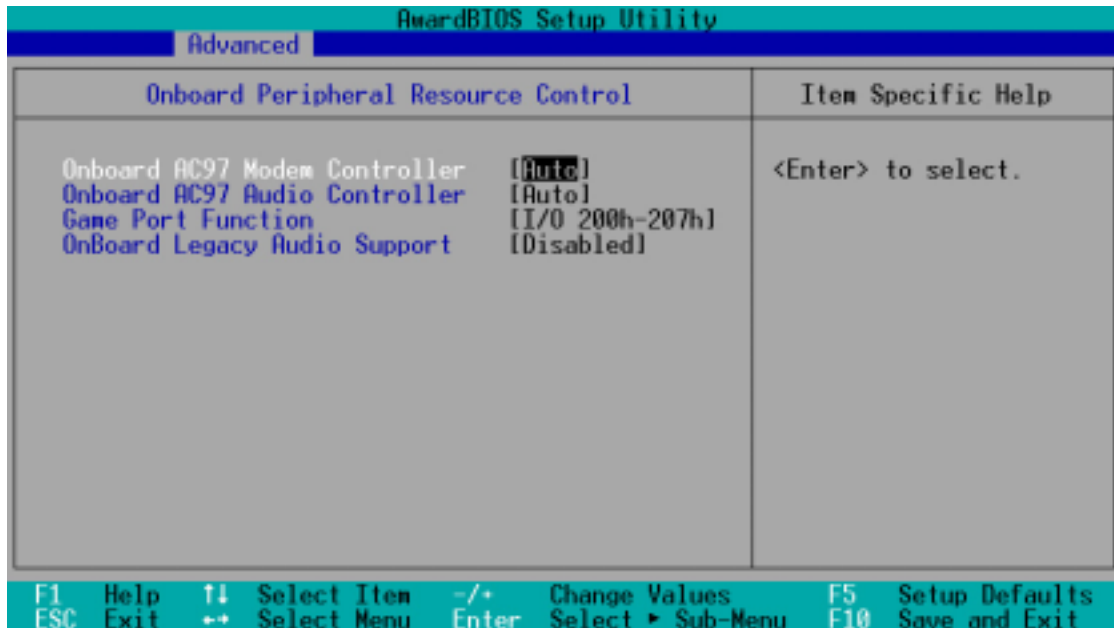 AwardBIOS Setup Utility
Advanced
Onboard Peripheral Resource Control
Item Specific Help
Onboard AC97 Modem Controller [Auto]
Onboard AC97 Audio Controller [Auto]
Game Port Function [I/O 200h-207h]
OnBoard Legacy Audio Support [Disabled]
<Enter> to select.
F1 Help ↑↓ Select Item -/+ Change Values F5 Setup Defaults
ESC Exit ←→ Select Menu Enter Select ► Sub-Menu F10 Save and Exit